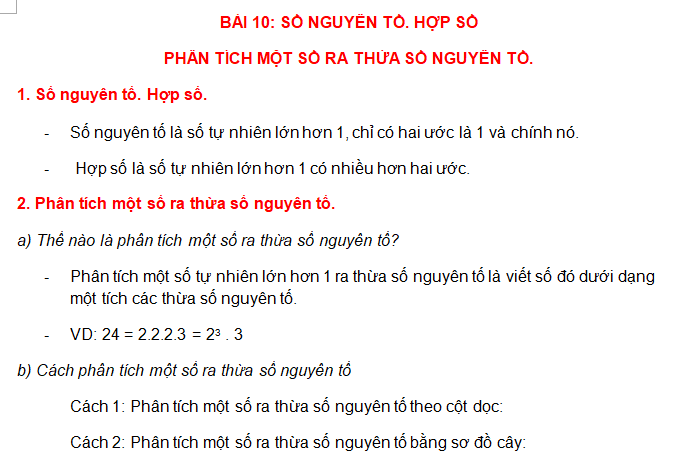 BÀI 10: SỐ NGUYÊN TỐ. HỢP SỐ
PHÂN TÍCH MỘT SỐ RA THỪA SỐ NGUYÊN TỐ.
1. Số nguyên tố. Hợp số.
- Số nguyên tố là số tự nhiên lớn hơn 1, chỉ có hai ước là 1 và chính nó.
- Hợp số là số tự nhiên lớn hơn 1 có nhiều hơn hai ước.
2. Phân tích một số ra thừa số nguyên tố.
a) Thế nào là phân tích một số ra thừa số nguyên tố?
- Phân tích một số tự nhiên lớn hơn 1 ra thừa số nguyên tố là viết số đó dưới dạng
một tích các thừa số nguyên tố.
- VD: 24 = 2.2.2.3 = 2³ . 3
b) Cách phân tích một số ra thừa số nguyên tố
Cách 1: Phân tích một số ra thừa số nguyên tố theo cột dọc:
Cách 2: Phân tích một số ra thừa số nguyên tố bằng sơ đồ cây: